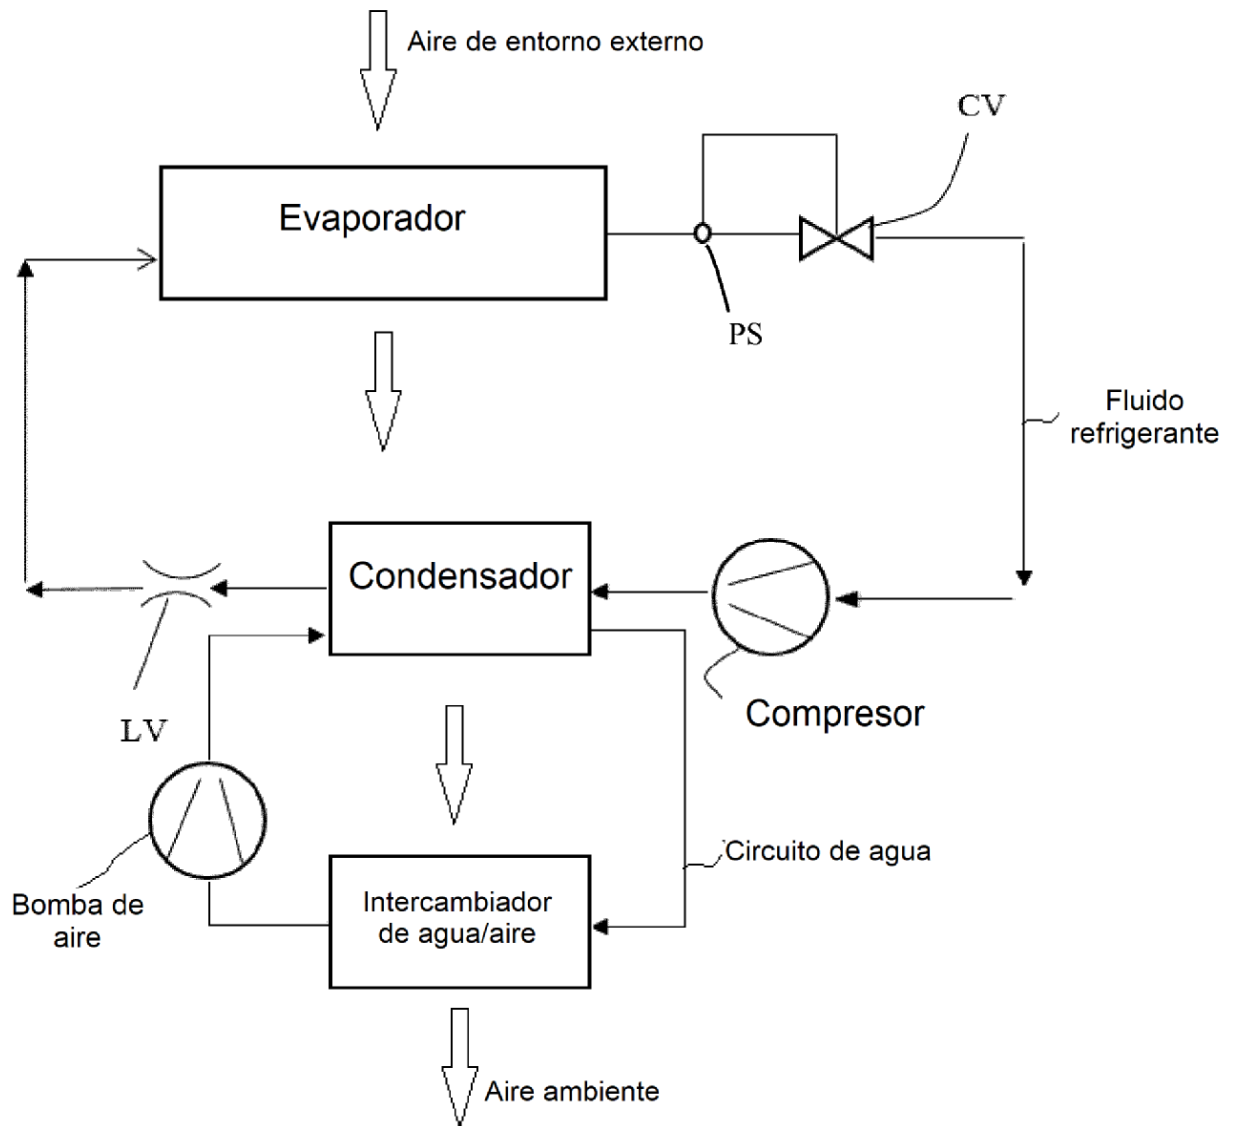 Aire de entorno externo
CV
Evaporador
PS
Fluido
refrigerante
Condensador
LV
Compresor
Circuito de agua
Bomba de
aire
Intercambiador
de agua/aire
Aire ambiente